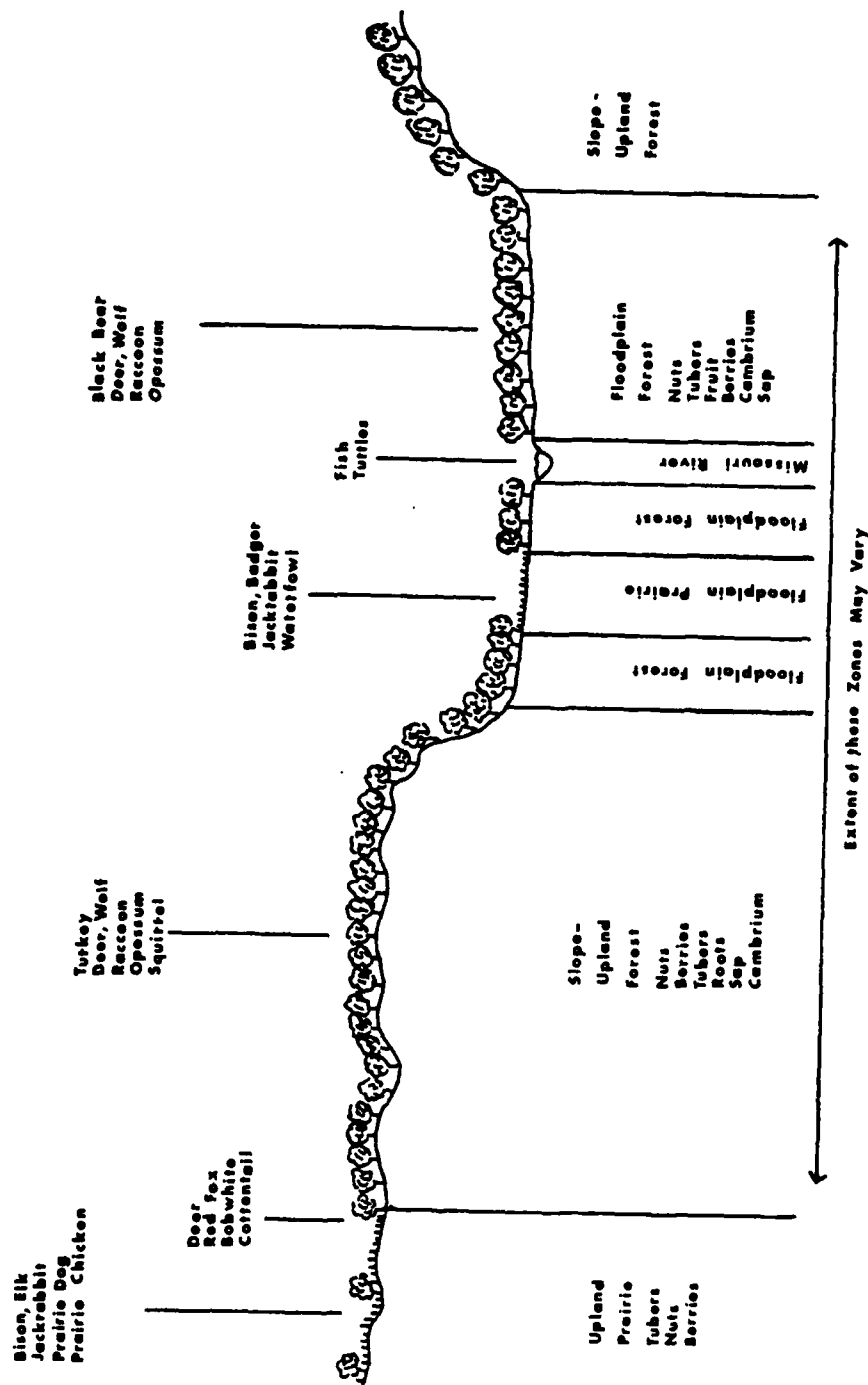 Bison, Elk
Jackrabbit
Prairie Dog
Prairie Chicken
Deer
Red Fox
Bobwhite
Cottontail
Turkey
Deer, Wolf
Raccoon
Opossum
Squirrel
Bison, Badger
Jackrabbit
Waterfowl
Fish
Turtles
Black Bear
Deer, Wolf
Raccoon
Opossum
Upland
Prairie
Tubers
Nuts
Berries
Slope-
Upland
Forest
Nuts
Berries
Tubers
Roots
Sap
Cambrium
Floodplain Forest
Floodplain Prairie
Floodplain Forest
Missouri River
Floodplain
Forest
Nuts
Tubers
Fruit
Berries
Cambrium
Sap
Slope-
Upland
Forest
Extent of these Zones May Vary